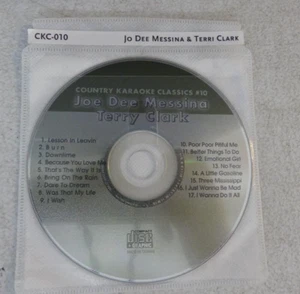 CKC-010
JO DEE MESSINA & TERRI CLARK
COUNTRY KARAOKE CLASSICS #10
Joe Dee Messina
Terry Clark
1. Lesson In Leavin'
2. Burn
3. Downtime
4. Because You Love Me
5. That's The Way It Is
6. Bring On The Rain
7. Dare To Dream
8. Was That My Life
9. I Wish
10. Poor Poor Pitiful Me
11. Better Things To Do
12. Emotional Girl
13. No Fear
14. A Little Gasoline
15. Three Mississippi
16. I Just Wanna Be Mad
17. I Wanna Do It All